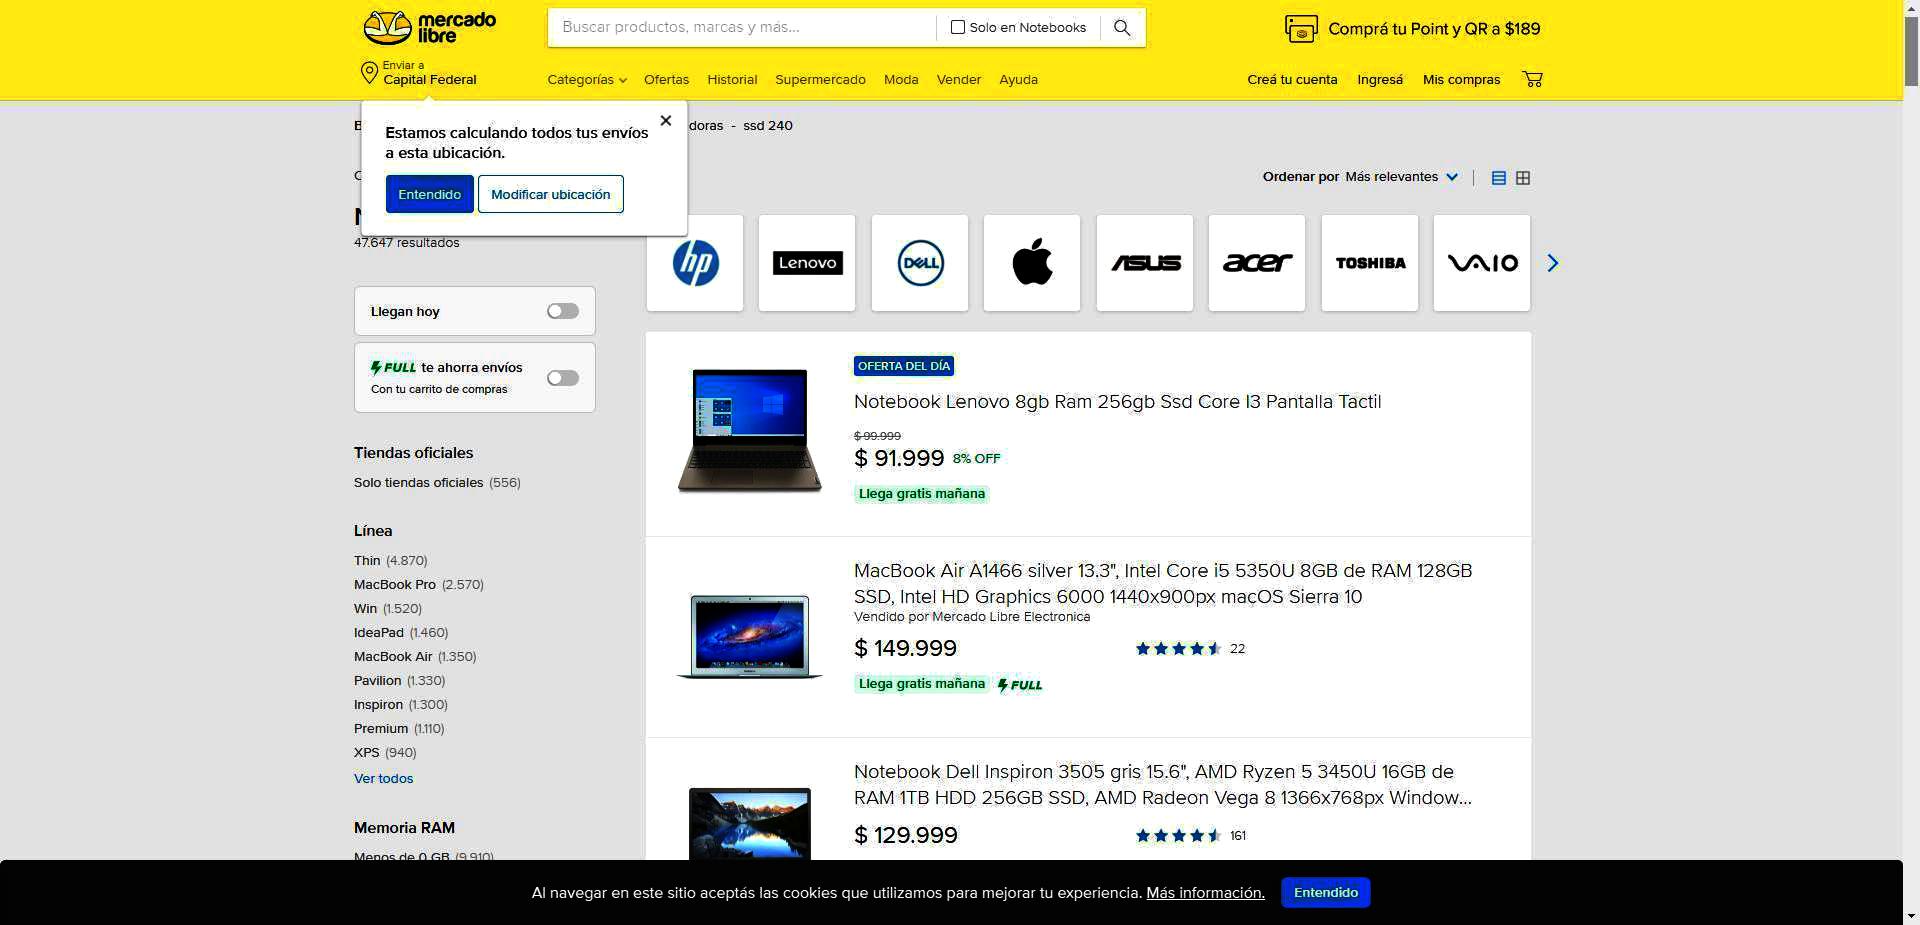 mercado
libre
Buscar productos, marcas y más...
Solo en Notebooks
Comprá tu Point y QR a $189
Enviar a
Capital Federal
Categorías
Ofertas
Historial
Supermercado
Moda
Vender
Ayuda
Creá tu cuenta
Ingresá
Mis compras
Estamos calculando todos tus envíos
a esta ubicación.
Entendido
Modificar ubicación
doras - ssd 240
47.647 resultados
Ordenar por Más relevantes
hp
Lenovo
DELL
ASUS
acer
TOSHIBA
VAIO
Llegan hoy
FULL te ahorra envíos
Con tu carrito de compras
Tiendas oficiales
Solo tiendas oficiales (556)
Línea
Thin (4.870)
MacBook Pro (2.570)
Win (1.520)
IdeaPad (1.460)
MacBook Air (1.350)
Pavilion (1.330)
Inspiron (1.300)
Premium (1.110)
XPS (940)
Ver todos
Memoria RAM
Menos de 0 GB (9.910)
OFERTA DEL DÍA
Notebook Lenovo 8gb Ram 256gb Ssd Core I3 Pantalla Tactil
$ 99.999
$ 91.999 8% OFF
Llega gratis mañana
MacBook Air A1466 silver 13.3", Intel Core i5 5350U 8GB de RAM 128GB
SSD, Intel HD Graphics 6000 1440x900px macOS Sierra 10
Vendido por Mercado Libre Electronica
$ 149.999
22
Llega gratis mañana FULL
Notebook Dell Inspiron 3505 gris 15.6", AMD Ryzen 5 3450U 16GB de
RAM 1TB HDD 256GB SSD, AMD Radeon Vega 8 1366x768px Window...
$ 129.999
161
Al navegar en este sitio aceptás las cookies que utilizamos para mejorar tu experiencia. Más información.
Entendido